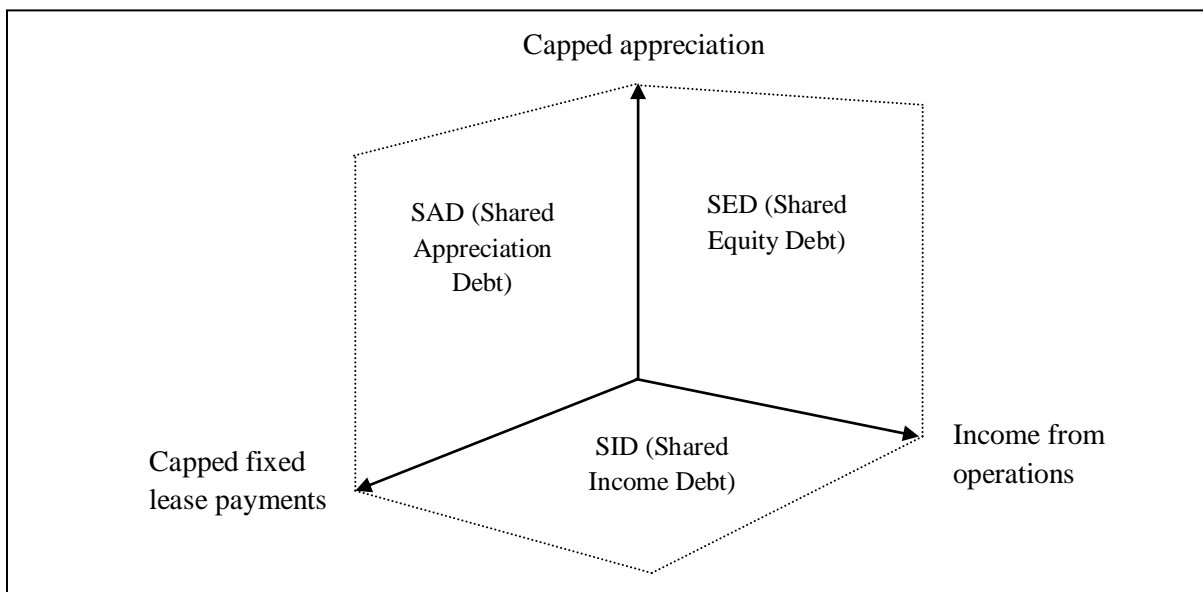 Capped appreciation
SAD (Shared
Appreciation
Debt)
SED (Shared
Equity Debt)
Capped fixed
lease payments
SID (Shared
Income Debt)
Income from
operations